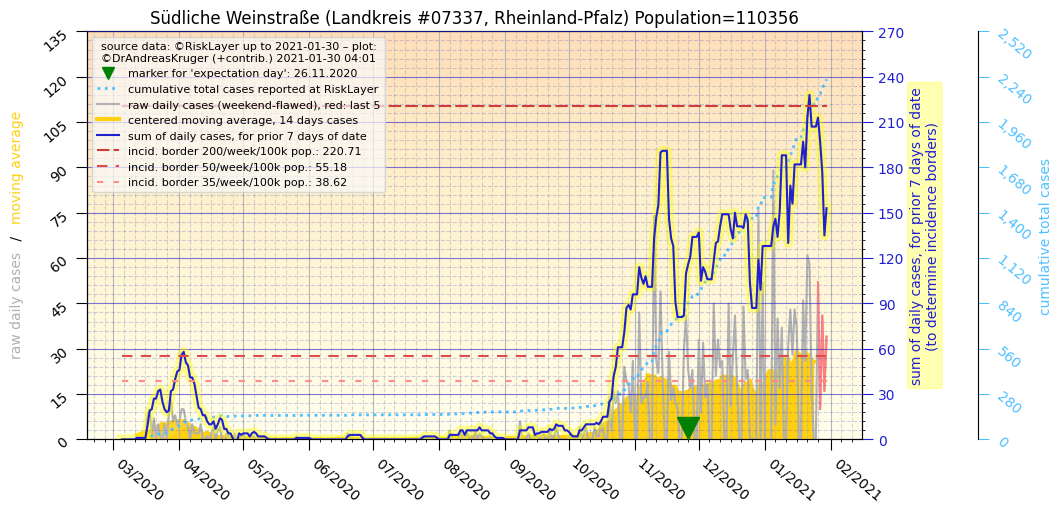 Südliche Weinstraße (Landkreis #07337, Rheinland-Pfalz) Population=110356
source data: ©RiskLayer up to 2021-01-30 – plot:
©DrAndreasKruger (+contrib.) 2021-01-30 04:01
marker for 'expectation day': 26.11.2020
cumulative total cases reported at RiskLayer
raw daily cases (weekend-flawed), red: last 5
centered moving average, 14 days cases
sum of daily cases, for prior 7 days of date
incid. border 200/week/100k pop.: 220.71
incid. border 50/week/100k pop.: 55.18
incid. border 35/week/100k pop.: 38.62
raw daily cases / moving average
135
120
105
90
75
60
45
30
15
0
03/2020
04/2020
05/2020
06/2020
07/2020
08/2020
09/2020
10/2020
11/2020
12/2020
01/2021
02/2021
270
240
210
180
150
120
90
60
30
0
sum of daily cases, for prior 7 days of date
(to determine incidence borders)
2,520
2,240
1,960
1,680
1,400
1,120
840
560
280
0
cumulative total cases